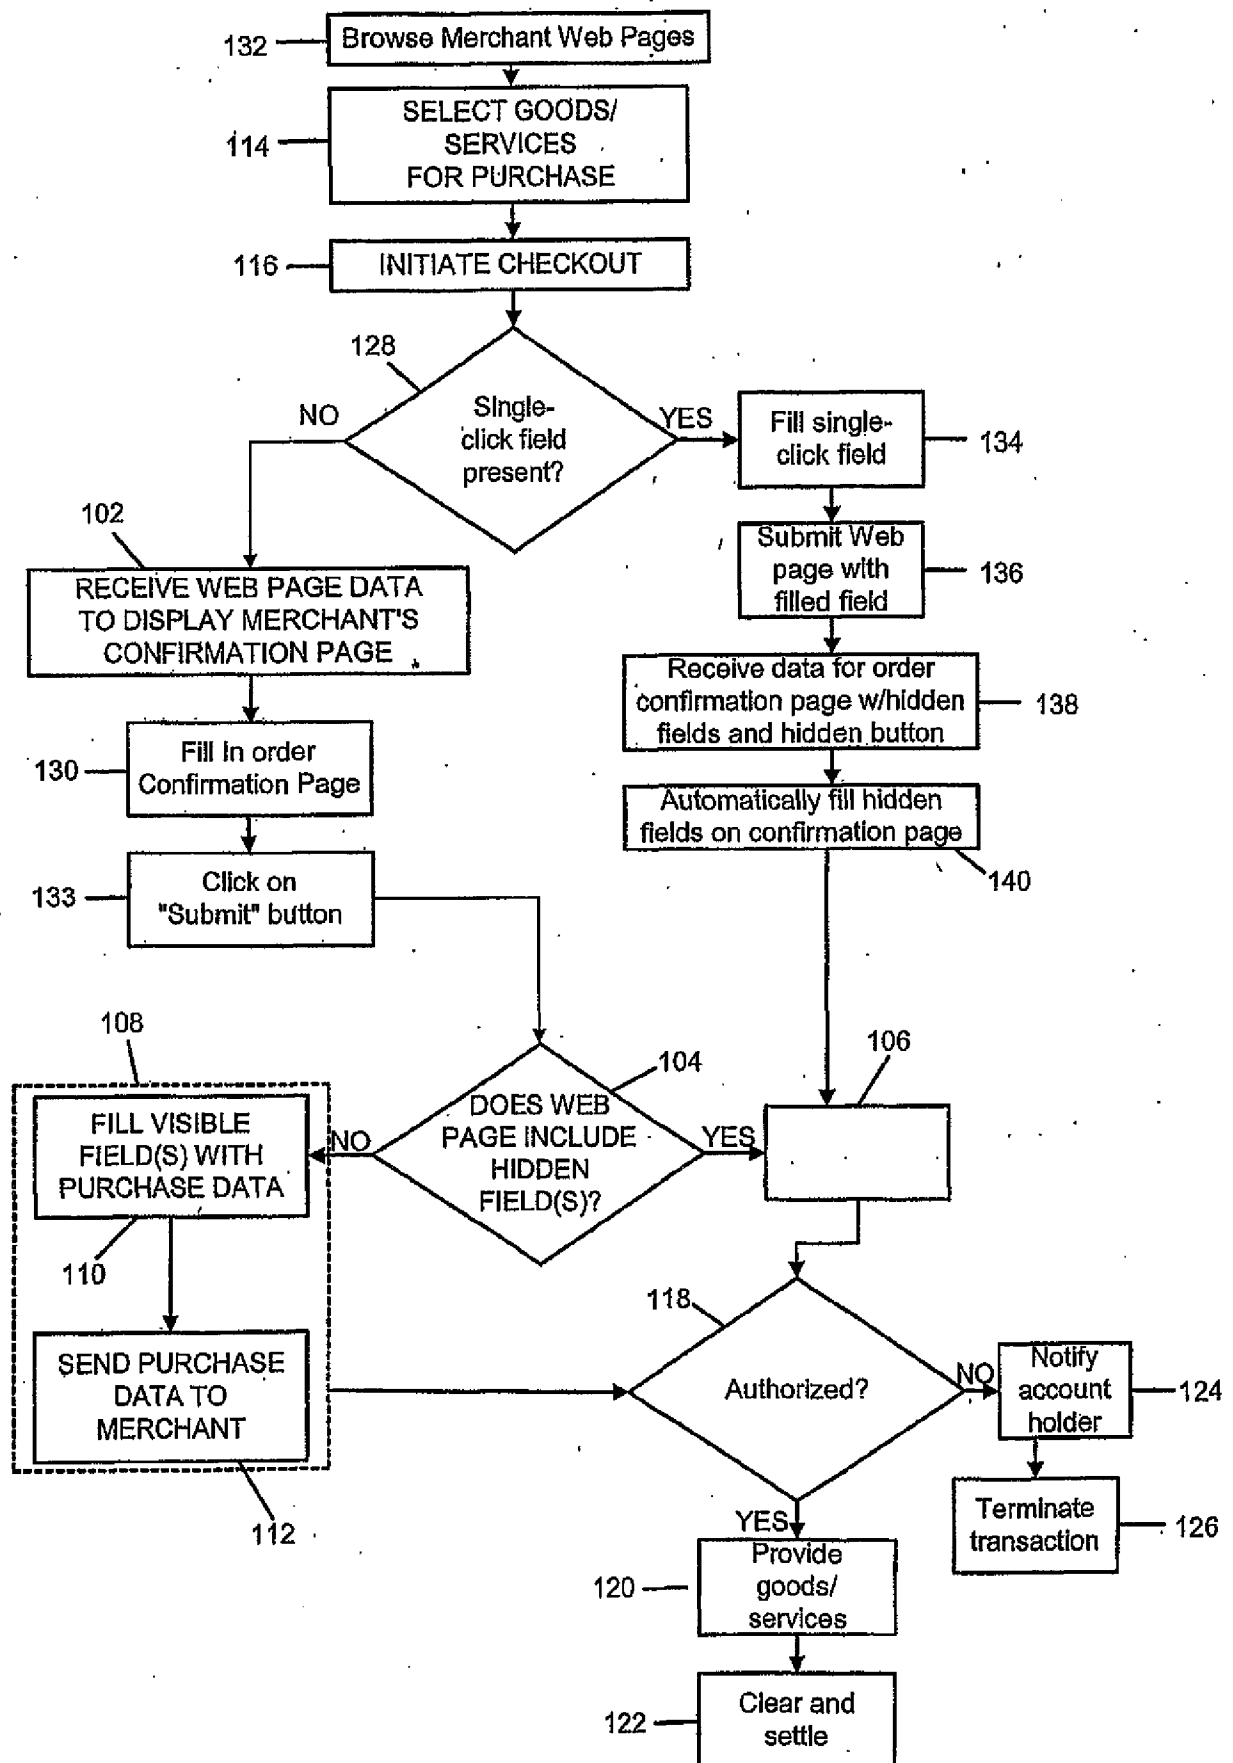 132
Browse Merchant Web Pages
114
SELECT GOODS/
SERVICES
FOR PURCHASE
116
INITIATE CHECKOUT
128
NO
Single-
click field
present?
YES
Fill single-
click field
134
102
RECEIVE WEB PAGE DATA
TO DISPLAY MERCHANT'S
CONFIRMATION PAGE
Submit Web
page with
filled field
136
130
Fill In order
Confirmation Page
Receive data for order
confirmation page w/hidden
fields and hidden button
138
133
Click on
"Submit" button
Automatically fill hidden
fields on confirmation page
140
108
FILL VISIBLE
FIELD(S) WITH
PURCHASE DATA
110
NO
104
DOES WEB
PAGE INCLUDE
HIDDEN
FIELD(S)?
YES
106
SEND PURCHASE
DATA TO
MERCHANT
112
118
Authorized?
NO
Notify
account
holder
124
Terminate
transaction
126
YES
120
Provide
goods/
services
122
Clear and
settle